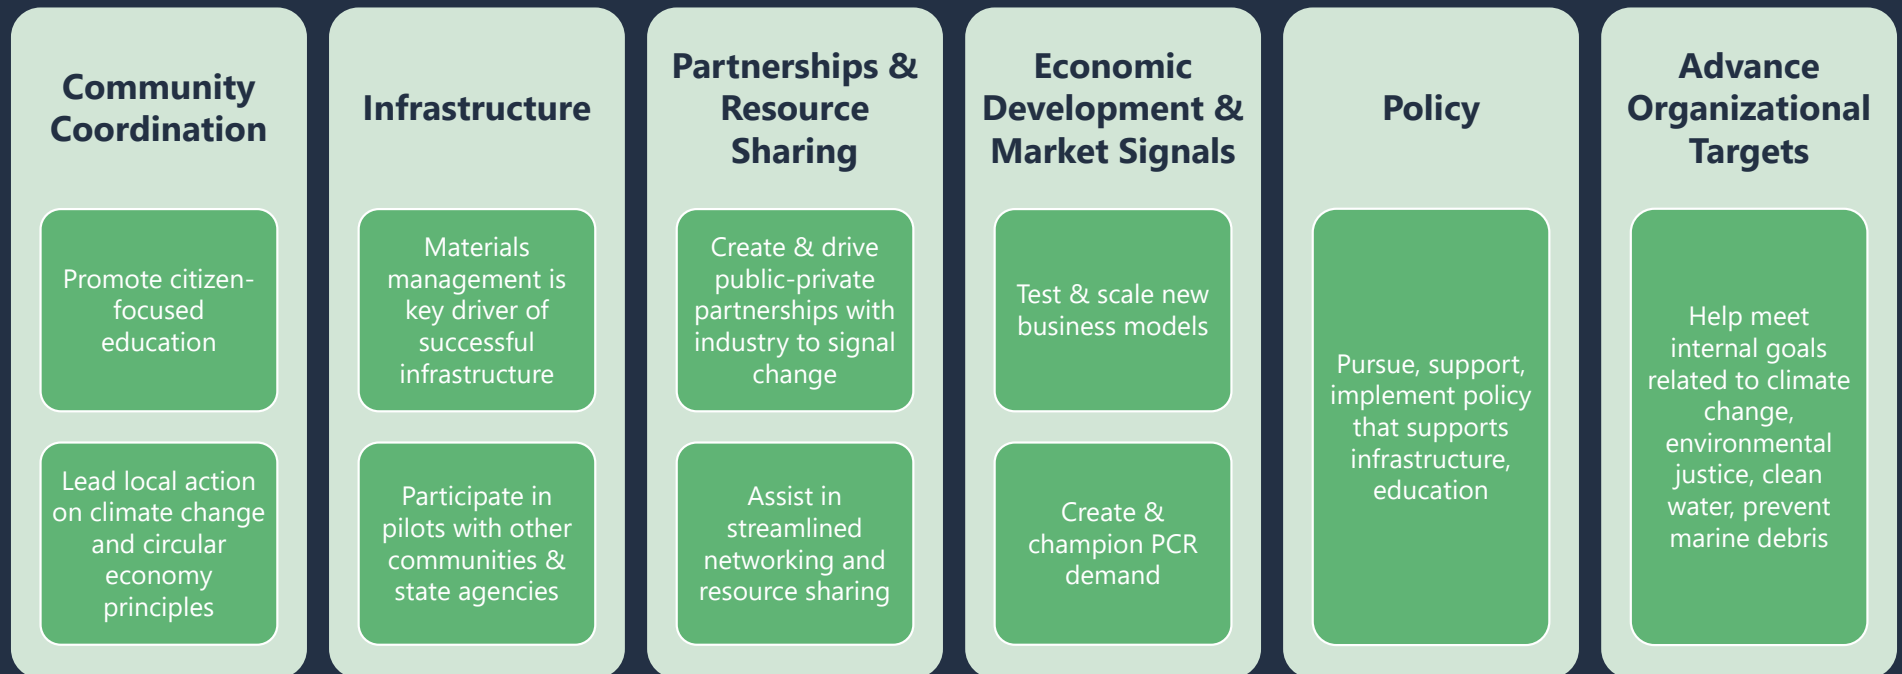 Community
Coordination
Promote citizen-
focused
education
Lead local action
on climate change
and circular
economy
principles
Infrastructure
Materials
management is
key driver of
successful
infrastructure
Participate in
pilots with other
communities &
state agencies
Partnerships &
Resource
Sharing
Create & drive
public-private
partnerships with
industry to signal
change
Assist in
streamlined
networking and
resource sharing
Economic
Development &
Market Signals
Test & scale new
business models
Create &
champion PCR
demand
Policy
Pursue, support,
implement policy
that supports
infrastructure,
education
Advance
Organizational
Targets
Help meet
internal goals
related to climate
change,
environmental
justice, clean
water, prevent
marine debris